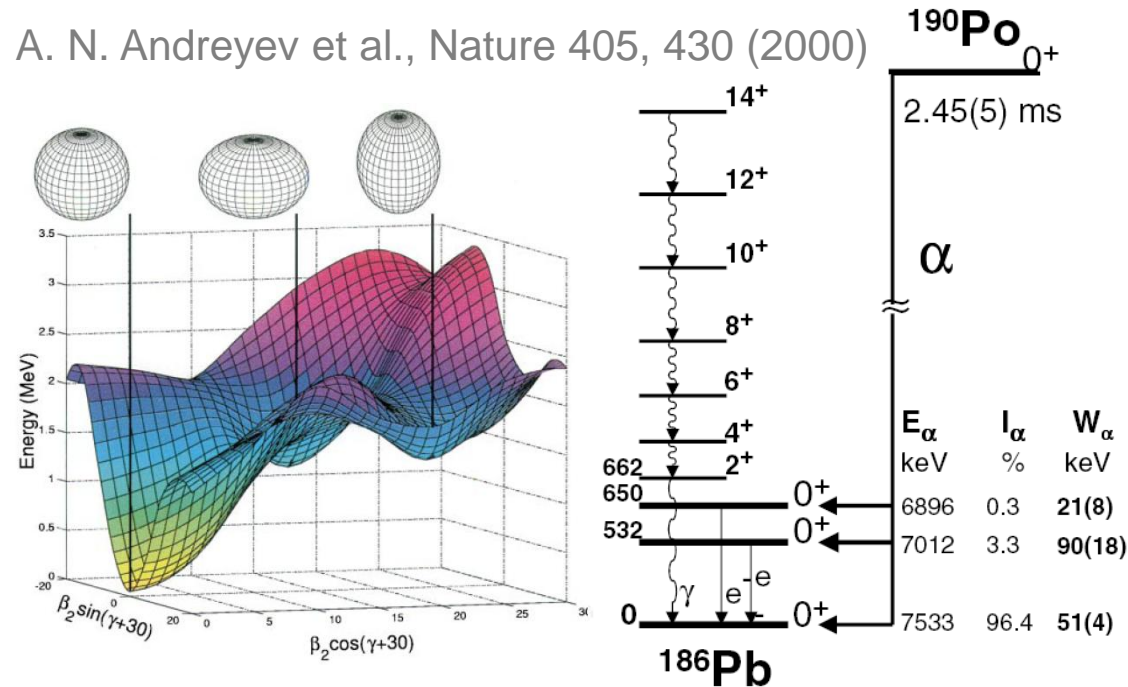 A. N. Andreyev et al., Nature 405, 430 (2000)
190Po
0+
2.45(5) ms
α
3.5
3
2.5
2
1.5
1
0.5
0
Energy (MeV)
-20
0
20
β2 sin(γ+30)
0
5
10
15
20
25
30
β2cos(γ+30)
14+
12+
10+
8+
6+
4+
662 2+
650 0+
532 0+
γ e- -e
0 0+
186Pb
Eα Iα Wα
keV % keV
6896 0.3 21(8)
7012 3.3 90(18)
7533 96.4 51(4)